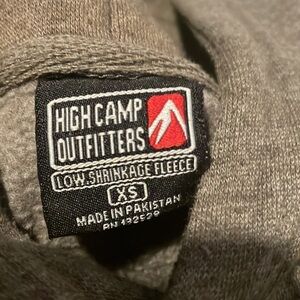 HIGH CAMP
OUTFITTERS
LOW SHRINKAGE FLEECE
XS
MADE IN PAKISTAN
RN 132529